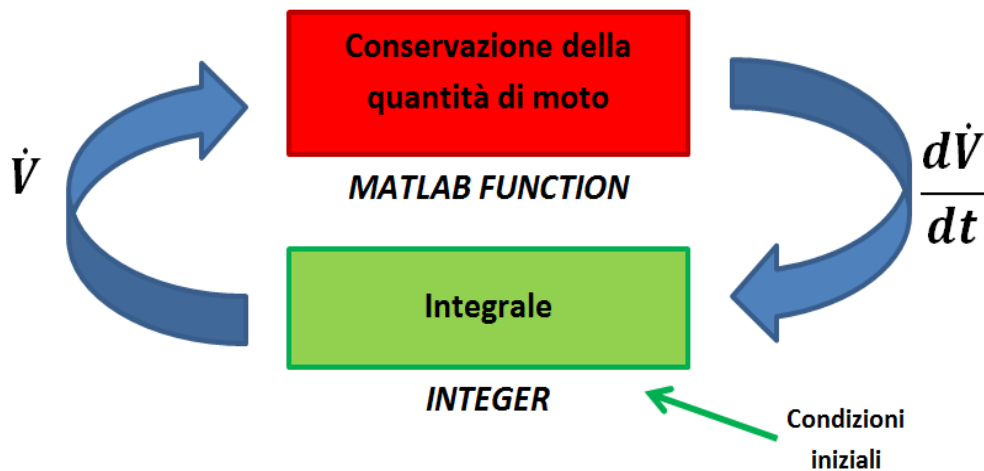 Conservazione della
quantità di moto
MATLAB FUNCTION
V̇
dV̇
dt
Integrale
INTEGER
Condizioni
iniziali